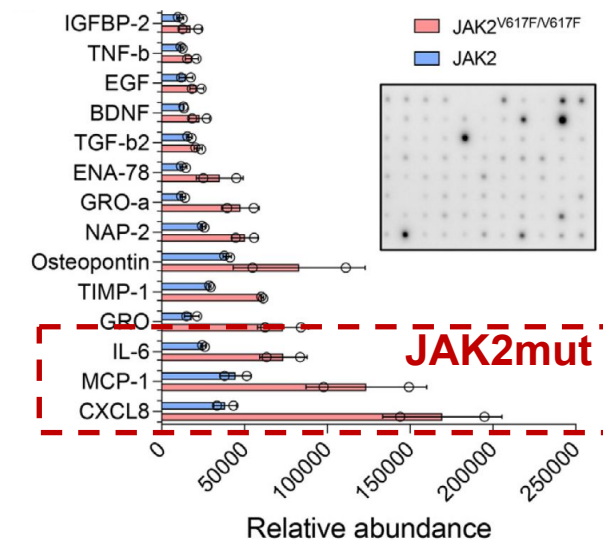 IGFBP-2
TNF-b
EGF
BDNF
TGF-b2
ENA-78
GRO-a
NAP-2
Osteopontin
TIMP-1
GRO
IL-6
MCP-1
CXCL8
JAK2V617F/V617F
JAK2
JAK2mut
0
50000
100000
150000
200000
250000
Relative abundance